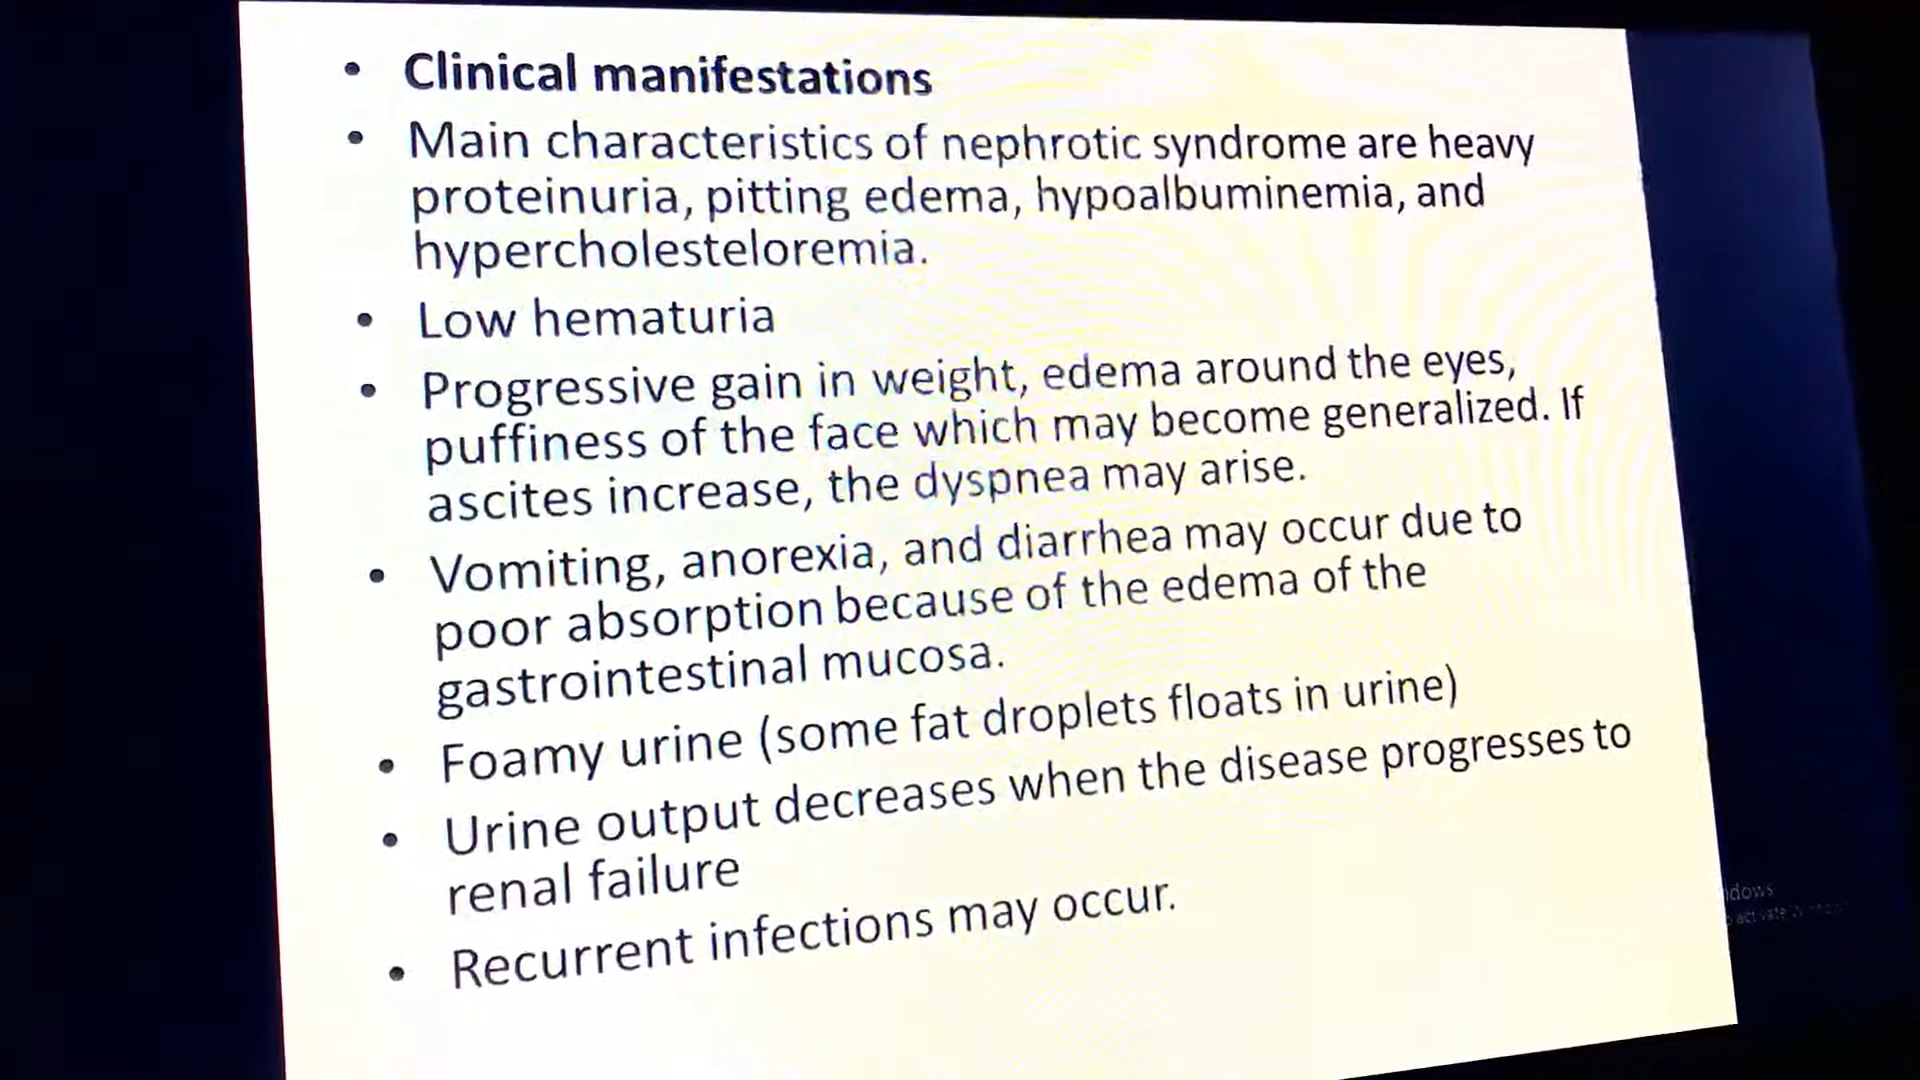 • Clinical manifestations
• Main characteristics of nephrotic syndrome are heavy
proteinuria, pitting edema, hypoalbuminemia, and
hypercholesteloremia.
• Low hematuria
• Progressive gain in weight, edema around the eyes,
puffiness of the face which may become generalized. If
ascites increase, the dyspnea may arise.
• Vomiting, anorexia, and diarrhea may occur due to
poor absorption because of the edema of the
gastrointestinal mucosa.
• Foamy urine (some fat droplets floats in urine)
• Urine output decreases when the disease progresses to
renal failure
• Recurrent infections may occur.
dows
activate